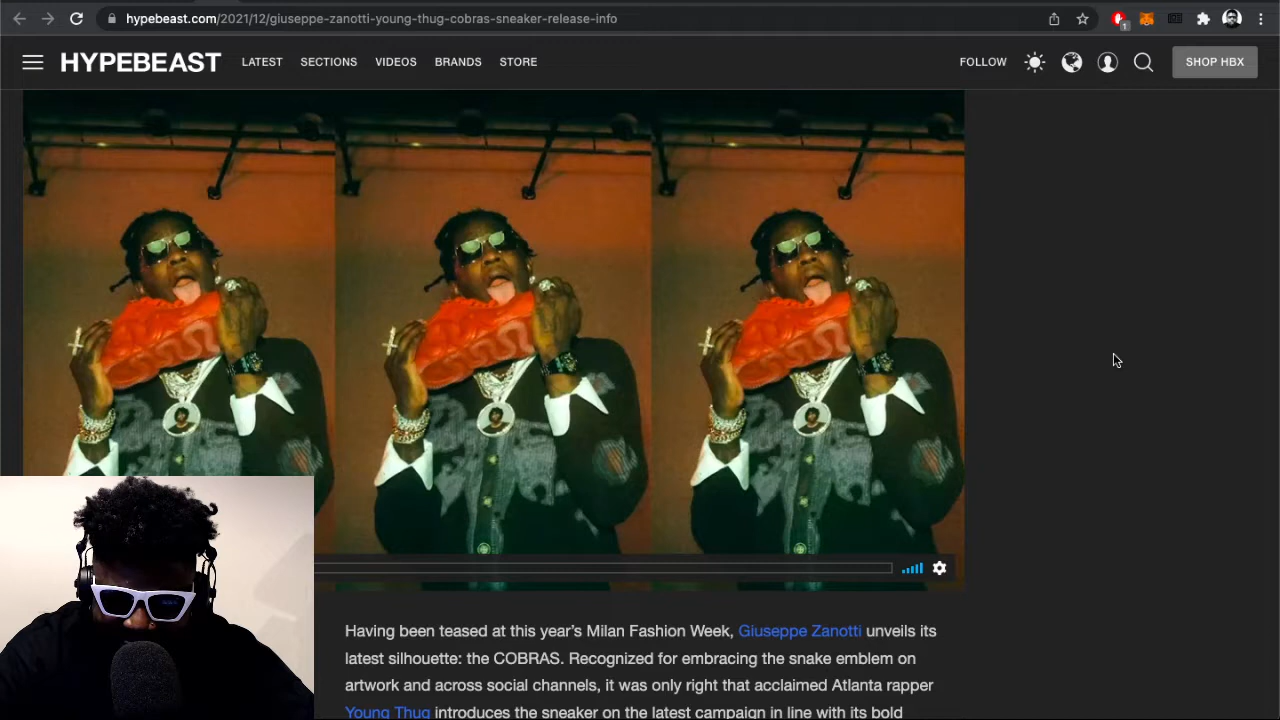 hypebeast.com/2021/12/giuseppe-zanotti-young-thug-cobras-sneaker-release-info
1
HYPEBEAST LATEST SECTIONS VIDEOS BRANDS STORE FOLLOW SHOP HBX
Having been teased at this year's Milan Fashion Week, Giuseppe Zanotti unveils its
latest silhouette: the COBRAS. Recognized for embracing the snake emblem on
artwork and across social channels, it was only right that acclaimed Atlanta rapper
Young Thug introduces the sneaker on the latest campaign in line with its bold